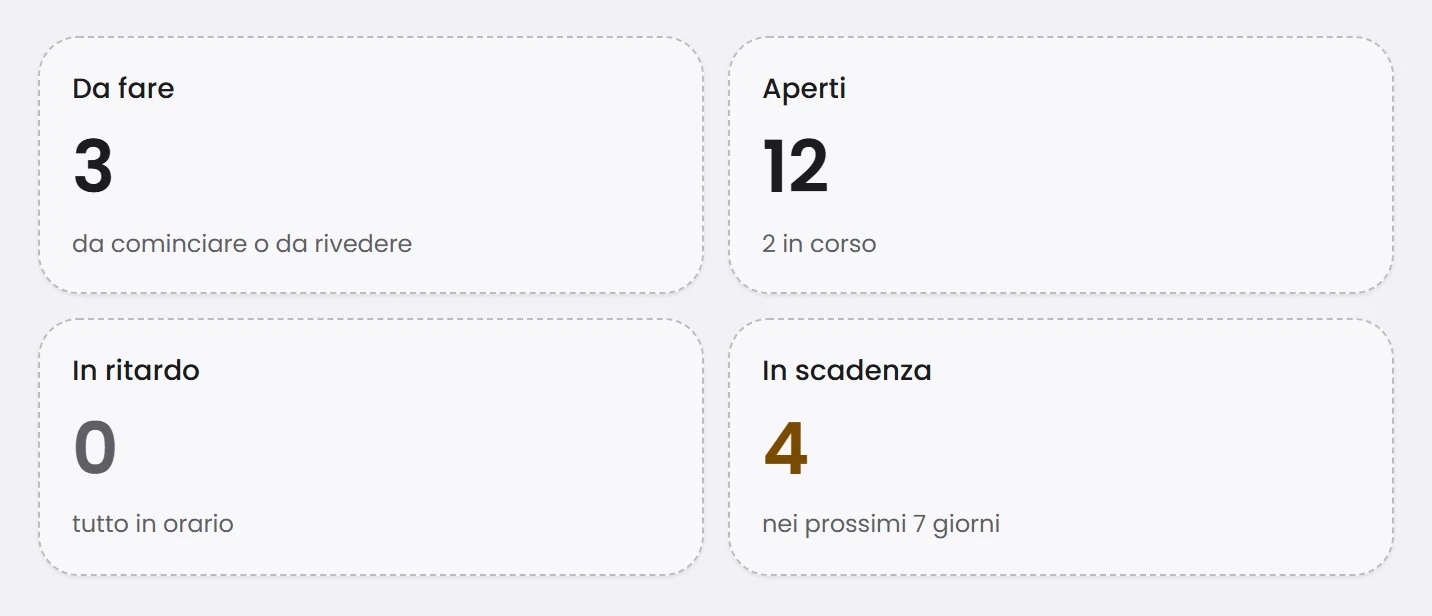 Da fare
3
da cominciare o da rivedere
Aperti
12
2 in corso
In ritardo
0
tutto in orario
In scadenza
4
nei prossimi 7 giorni